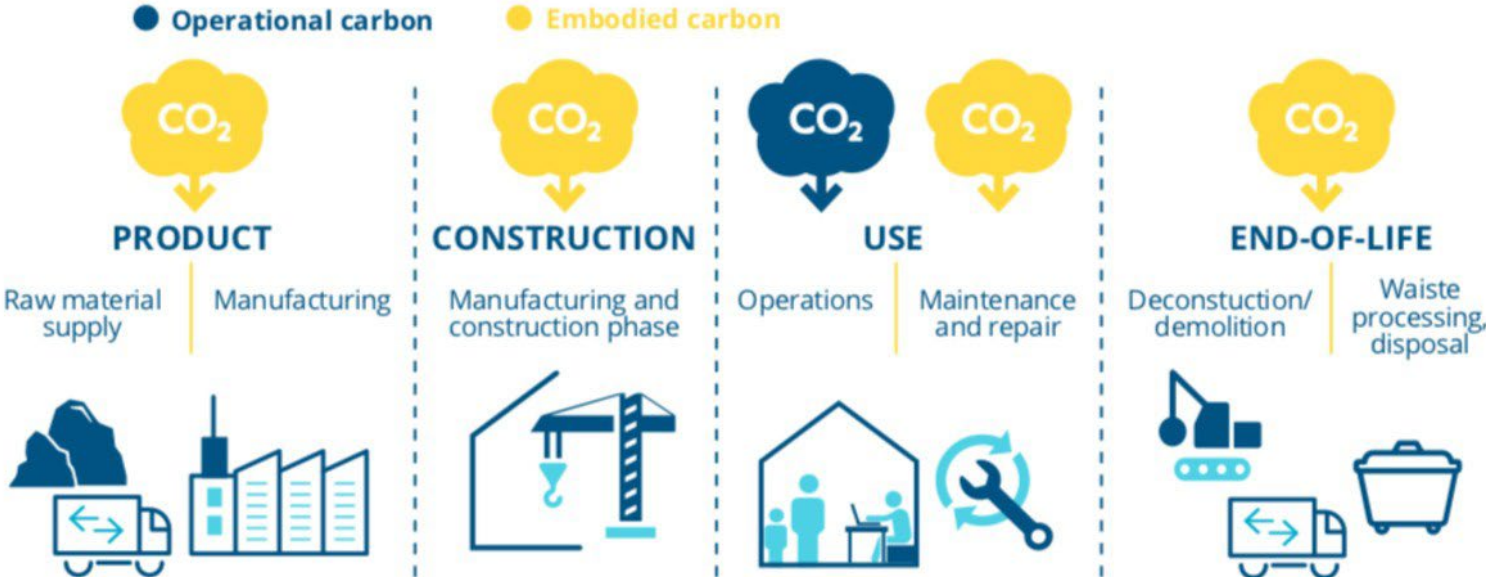 Operational carbon
Embodied carbon
CO₂
CO₂
CO₂
CO₂
CO₂
PRODUCT
CONSTRUCTION
USE
END-OF-LIFE
Raw material
supply
Manufacturing
Manufacturing and
construction phase
Operations
Maintenance
and repair
Deconstuction/
demolition
Waiste
processing,
disposal